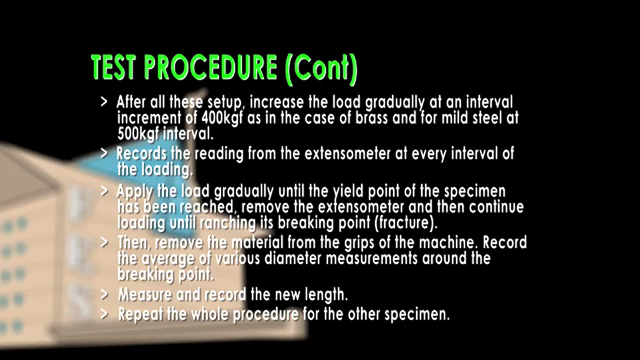 TEST PROCEDURE (Cont)
> After all these setup, increase the load gradually at an interval
increment of 400kgf as in the case of brass and for mild steel at
500kgf interval.
> Records the reading from the extensometer at every interval of
the loading.
> Apply the load gradually until the yield point of the specimen
has been reached, remove the extensometer and then continue
loading until ranching its breaking point (fracture).
> Then, remove the material from the grips of the machine. Record
the average of various diameter measurements around the
breaking point.
> Measure and record the new length.
> Repeat the whole procedure for the other specimen.